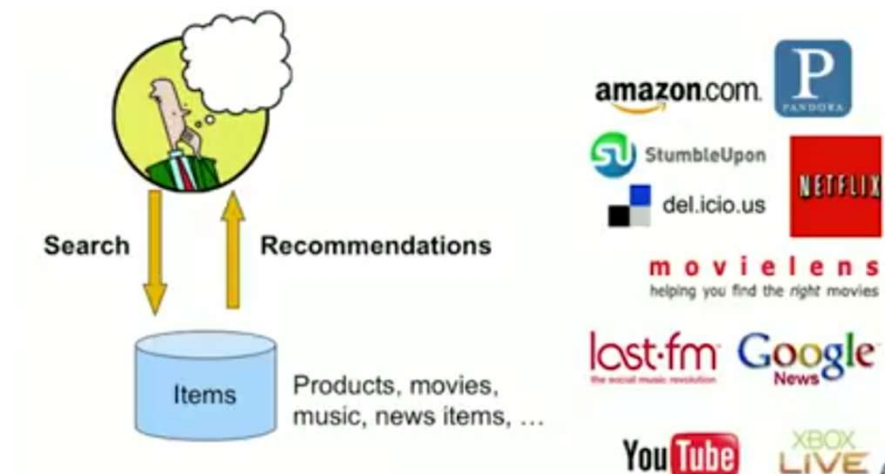 amazon.com
P
PANDORA
StumbleUpon
NETFLIX
del.icio.us
Search
Recommendations
movielens
helping you find the right movies
last·fm
the social music revolution
Google
News
Items
Products, movies,
music, news items, …
YouTube
XBOX
LIVE